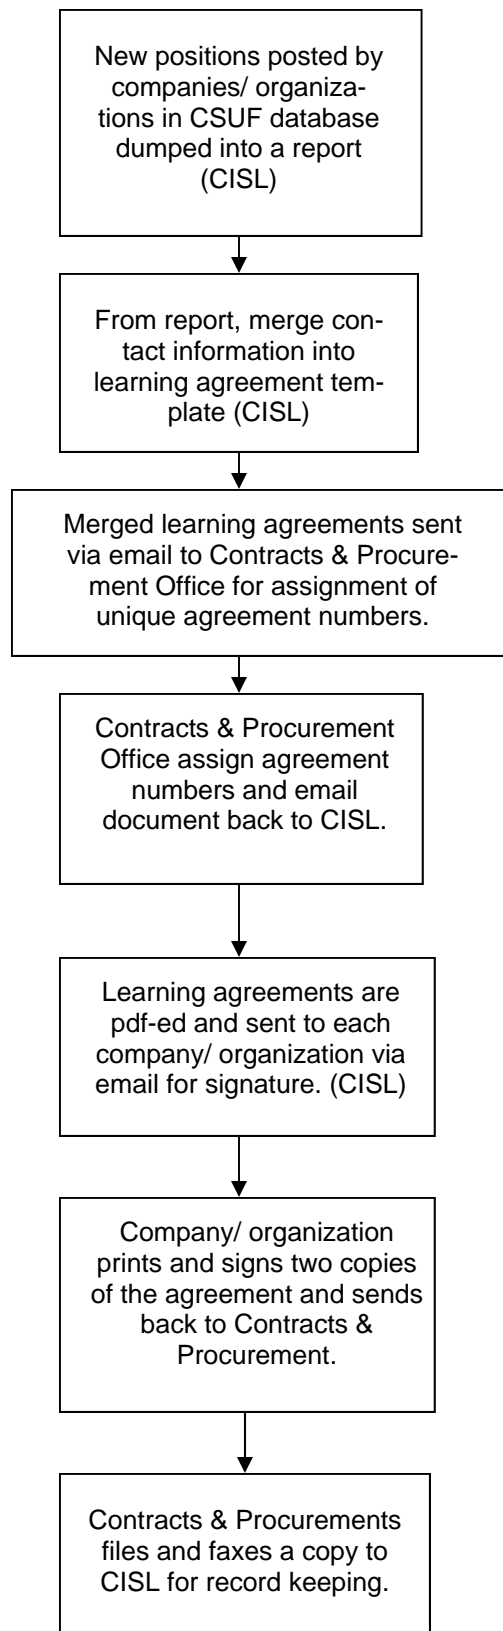 New positions posted by
companies/ organiza-
tions in CSUF database
dumped into a report
(CISL)
From report, merge con-
tact information into
learning agreement tem-
plate (CISL)
Merged learning agreements sent
via email to Contracts & Procure-
ment Office for assignment of
unique agreement numbers.
Contracts & Procurement
Office assign agreement
numbers and email
document back to CISL.
Learning agreements are
pdf-ed and sent to each
company/ organization via
email for signature. (CISL)
Company/ organization
prints and signs two copies
of the agreement and sends
back to Contracts &
Procurement.
Contracts & Procurements
files and faxes a copy to
CISL for record keeping.